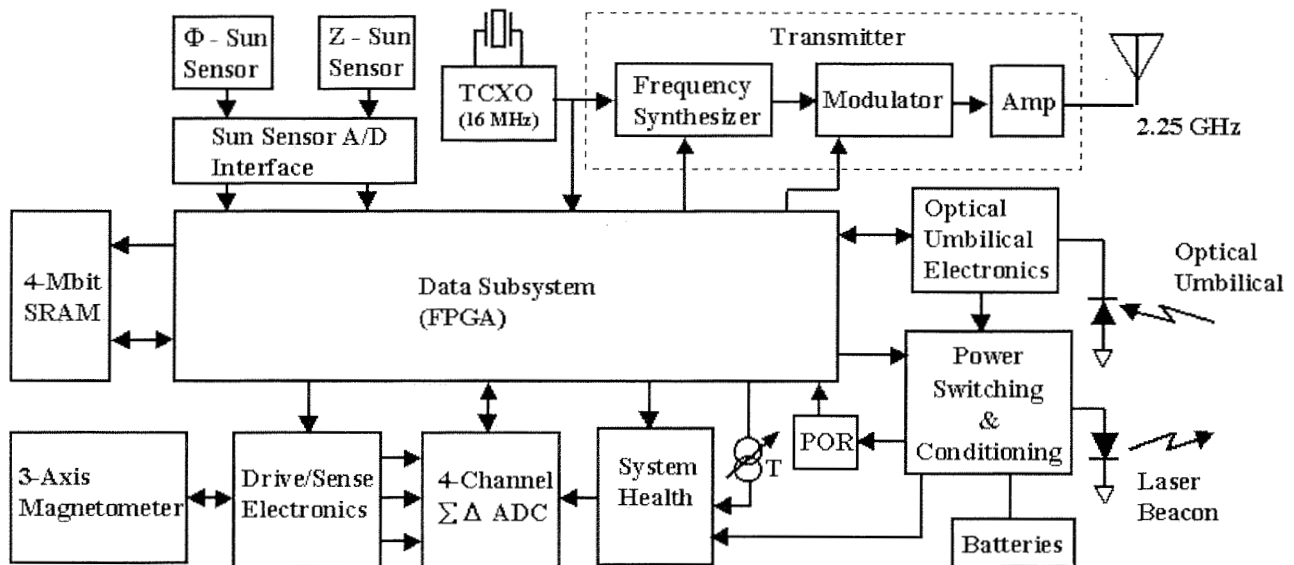 Φ - Sun
Sensor
Z - Sun
Sensor
TCXO
(16 MHz)
Transmitter
Frequency
Synthesizer
Modulator
Amp
2.25 GHz
Sun Sensor A/D
Interface
4-Mbit
SRAM
Data Subsystem
(FPGA)
Optical
Umbilical
Electronics
Optical
Umbilical
Power
Switching
&
Conditioning
POR
T
Laser
Beacon
3-Axis
Magnetometer
Drive/Sense
Electronics
4-Channel
Σ Δ ADC
System
Health
Batteries